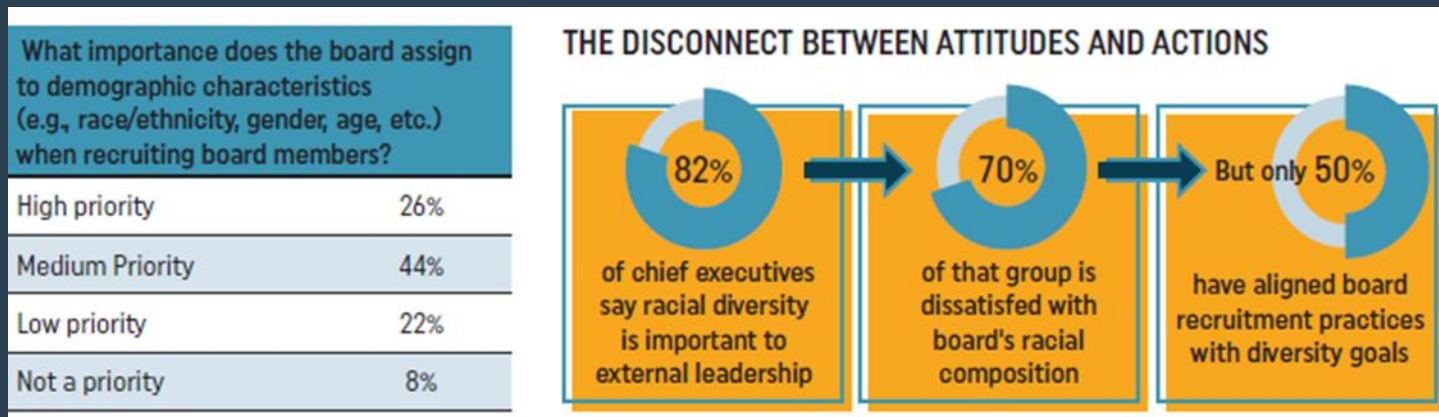 What importance does the board assign
to demographic characteristics
(e.g., race/ethnicity, gender, age, etc.)
when recruiting board members?
High priority 26%
Medium Priority 44%
Low priority 22%
Not a priority 8%
THE DISCONNECT BETWEEN ATTITUDES AND ACTIONS
82%
of chief executives
say racial diversity
is important to
external leadership
70%
of that group is
dissatisfed with
board's racial
composition
But only 50%
have aligned board
recruitment practices
with diversity goals